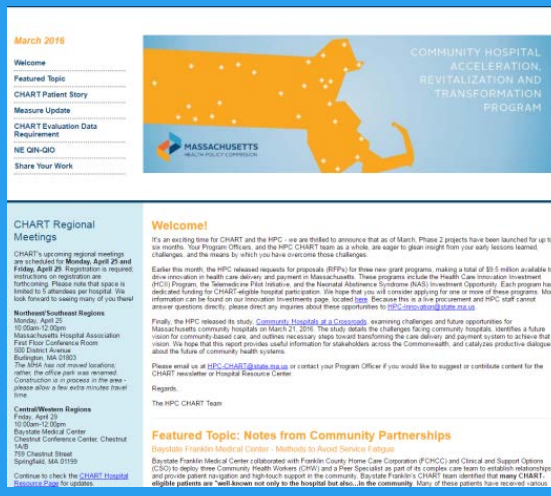 March 2016
Welcome
Featured Topic
CHART Patient Story
Measure Update
CHART Evaluation Data
Requirement
NE QIN-QIO
Share Your Work
COMMUNITY HOSPITAL
ACCELERATION,
REVITALIZATION AND
TRANSFORMATION
PROGRAM
MASSACHUSETTS
HEALTH POLICY COMMISSION
CHART Regional
Meetings
CHART's upcoming regional meetings
are scheduled for Monday, April 25 and
Friday, April 29. Registration is required;
instructions on registration are
forthcoming. Please note that space is
limited to 5 attendees per hospital. We
look forward to seeing many of you there!
Northeast/Southeast Regions
Monday, April 25
10:00am-12:00pm
Massachusetts Hospital Association
First Floor Conference Room
500 District Avenue
Burlington, MA 01803
The MHA has not moved locations;
rather, the office park was renamed.
Construction is in process in the area -
please allow a few extra minutes travel
time.
Central/Western Regions
Friday, April 29
10:00am-12:00pm
Baystate Medical Center
Chestnut Conference Center, Chestnut
1A/B
759 Chestnut Street
Springfield, MA 01199
Continue to check the CHART Hospital
Resource Page for updates.
Welcome!
It's an exciting time for CHART and the HPC - we are thrilled to announce that as of March, Phase 2 projects have been launched for up to
six months. Your Program Officers, and the HPC CHART team as a whole, are eager to glean insight from your early lessons learned,
challenges, and the means by which you have overcome those challenges.
Earlier this month, the HPC released requests for proposals (RFPs) for three new grant programs, making a total of $9.5 million available to
drive innovation in health care delivery and payment in Massachusetts. These programs include the Health Care Innovation Investment
(HCII) Program, the Telemedicine Pilot Initiative, and the Neonatal Abstinence Syndrome (NAS) Investment Opportunity. Each program has
dedicated funding for CHART-eligible hospital participation. We hope that you will consider applying for one or more of these programs. More
information can be found on our Innovation Investments page, located here. Because this is a live procurement and HPC staff cannot
answer questions directly, please direct any inquiries about these opportunities to HPC-Innovation@state.ma.us.
Finally, the HPC released its study, Community Hospitals at a Crossroads, examining challenges and future opportunities for
Massachusetts community hospitals on March 21, 2016. The study details the challenges facing community hospitals, identifies a future
vision for community-based care, and outlines necessary steps toward transforming the care delivery and payment system to achieve that
vision. We hope that this report provides useful information for stakeholders across the Commonwealth, and catalyzes productive dialogue
about the future of community health systems.
Please email us at HPC-CHART@state.ma.us or contact your Program Officer if you would like to suggest or contribute content for the
CHART newsletter or Hospital Resource Center.
Regards,
The HPC CHART Team
Featured Topic: Notes from Community Partnerships
Baystate Franklin Medical Center - Methods to Avoid Service Fatigue
Baystate Franklin Medical Center collaborated with Franklin County Home Care Corporation (FCHCC) and Clinical and Support Options
(CSO) to deploy three Community Health Workers (CHW) and a Peer Specialist as part of its complex care team to establish relationships
and provide patient navigation and high-touch support in the community. Baystate Franklin's CHART team identified that many CHART-
eligible patients are "well-known not only to the hospital but also...in the community. Many of these patients have received various